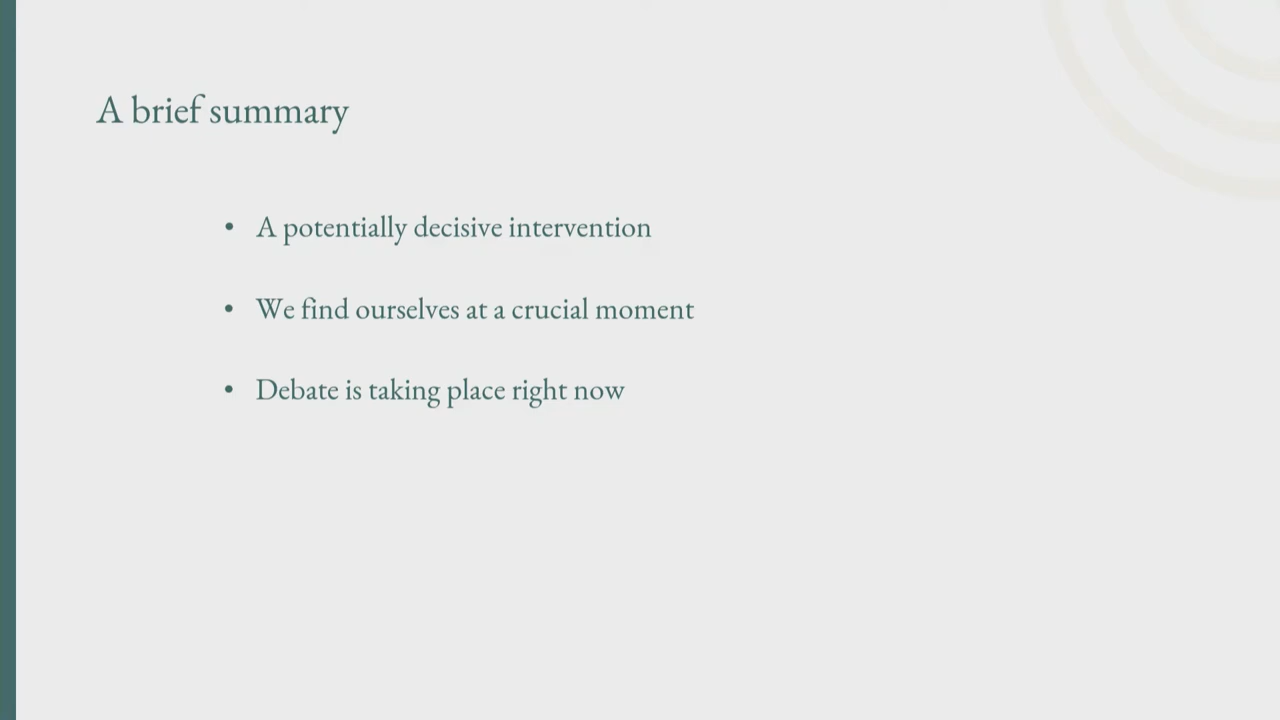 A brief summary
• A potentially decisive intervention
• We find ourselves at a crucial moment
• Debate is taking place right now